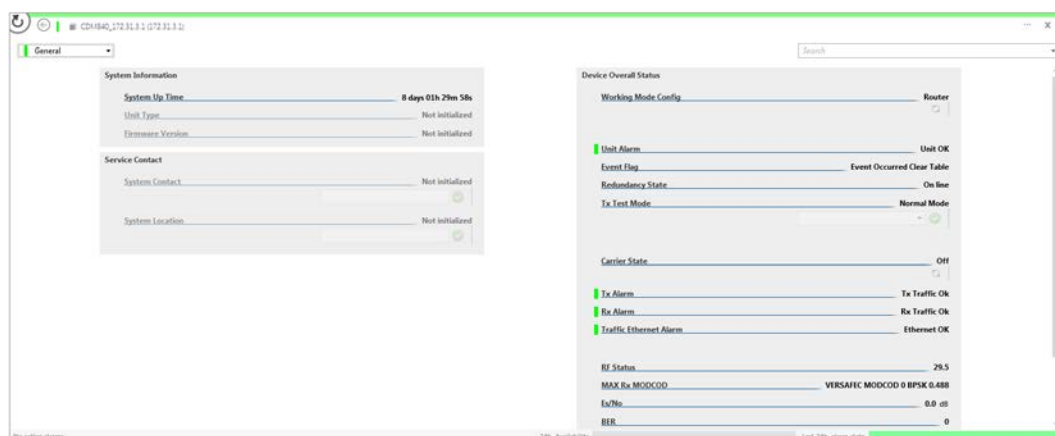 CDM840_172.31.3.1 (172.31.3.1)
General
Search
System Information
System Up Time 8 days 01h 29m 58s
Unit Type Not initialized
Firmware Version Not initialized
Service Contact
System Contact Not initialized
System Location Not initialized
Device Overall Status
Working Mode Config Router
Unit Alarm Unit OK
Event Flag Event Occurred Clear Table
Redundancy State On line
Tx Test Mode Normal Mode
Carrier State Off
Tx Alarm Tx Traffic Ok
Rx Alarm Rx Traffic Ok
Traffic Ethernet Alarm Ethernet OK
RF Status 29.5
MAX Rx MODCOD VERSAFEC MODCOD 0 BPSK 0.488
Es/No 0.0 dB
BER 0